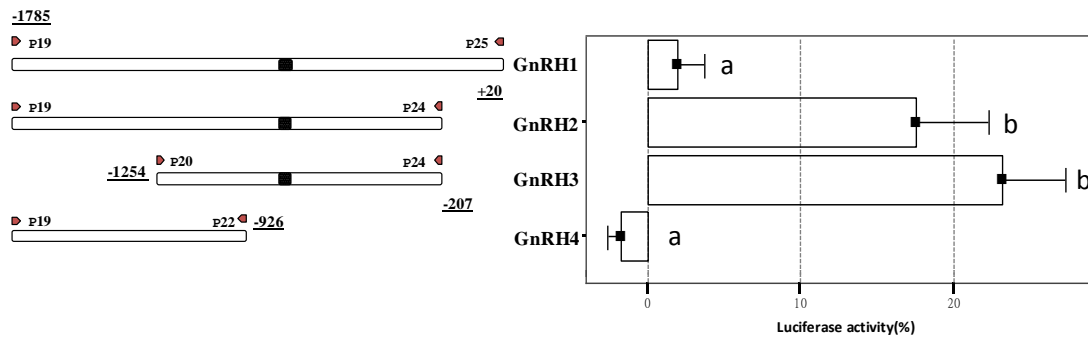 -1785
P19 P25 GnRH1 a
+20
P19 P24 GnRH2 b
P20 P24 GnRH3 b
-1254
-207
P19 P22 -926 GnRH4 a
0 10 20
Luciferase activity(%)